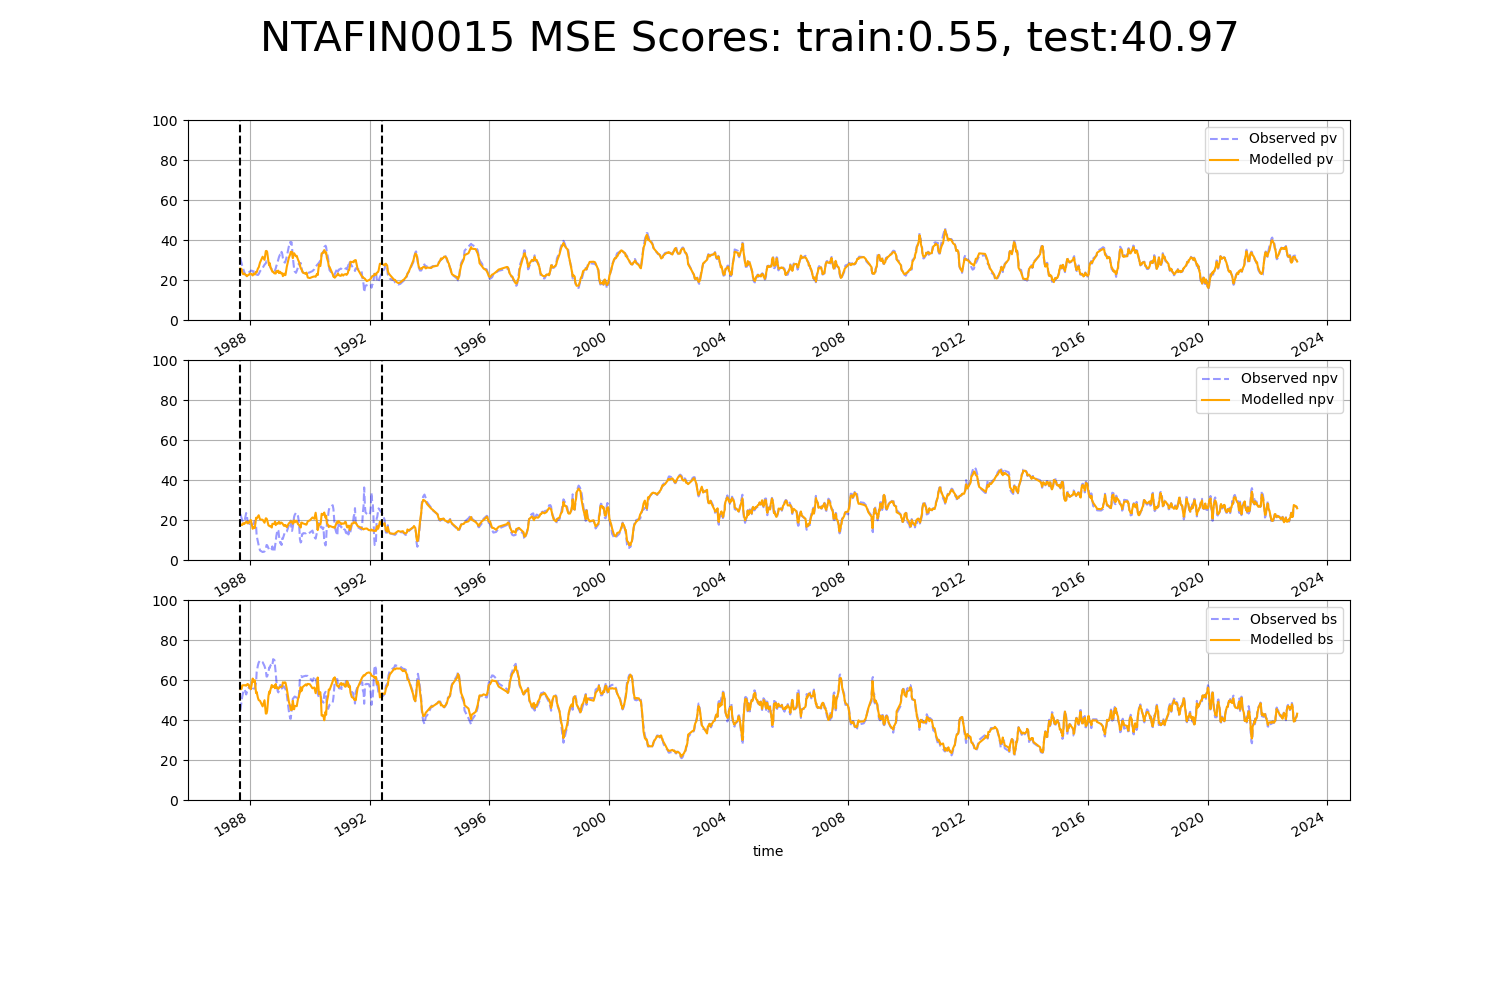 NTAFIN0015 MSE Scores: train:0.55, test:40.97
100
80
60
40
20
0
Observed pv
Modelled pv
1988 1992 1996 2000 2004 2008 2012 2016 2020 2024
100
80
60
40
20
0
Observed npv
Modelled npv
1988 1992 1996 2000 2004 2008 2012 2016 2020 2024
100
80
60
40
20
0
Observed bs
Modelled bs
1988 1992 1996 2000 2004 2008 2012 2016 2020 2024
time